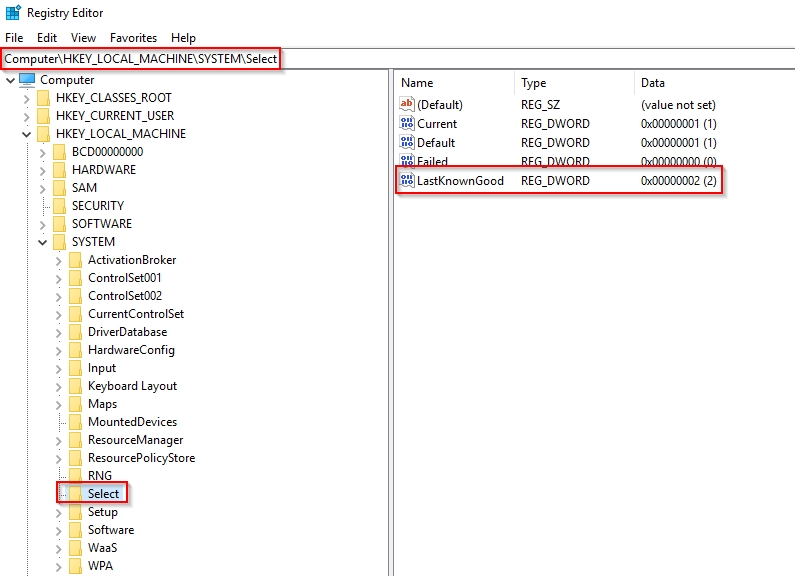 Registry Editor
File Edit View Favorites Help
Computer\HKEY_LOCAL_MACHINE\SYSTEM\Select
Computer
HKEY_CLASSES_ROOT
HKEY_CURRENT_USER
HKEY_LOCAL_MACHINE
BCD00000000
HARDWARE
SAM
SECURITY
SOFTWARE
SYSTEM
ActivationBroker
ControlSet001
ControlSet002
CurrentControlSet
DriverDatabase
HardwareConfig
Input
Keyboard Layout
Maps
MountedDevices
ResourceManager
ResourcePolicyStore
RNG
Select
Setup
Software
WaaS
WPA
Name Type Data
ab (Default) REG_SZ (value not set)
Current REG_DWORD 0x00000001 (1)
Default REG_DWORD 0x00000001 (1)
Failed REG_DWORD 0x00000000 (0)
LastKnownGood REG_DWORD 0x00000002 (2)